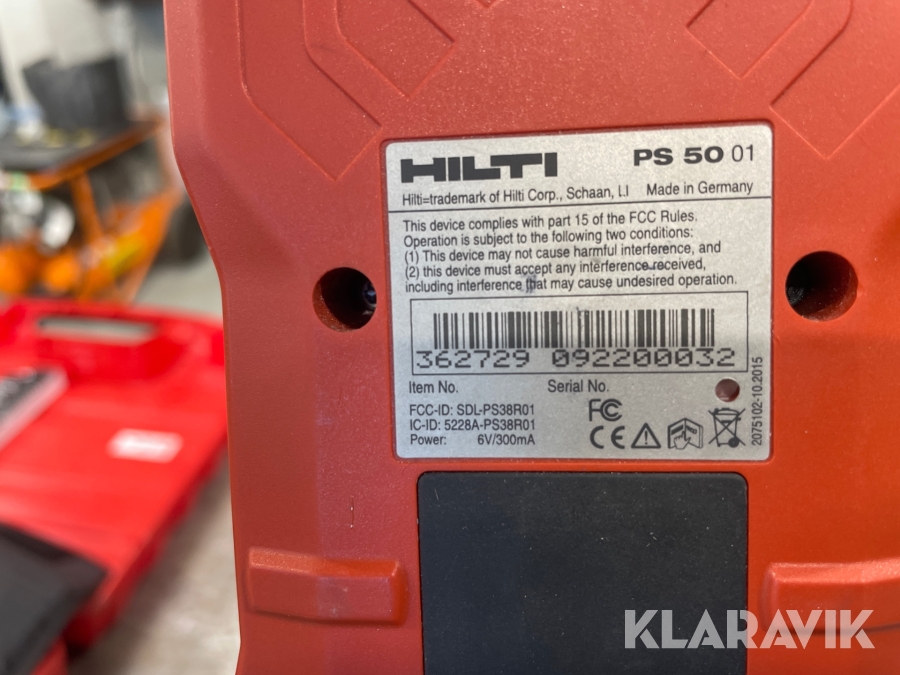 HILTI PS 50 01
Hilti=trademark of Hilti Corp., Schaan, LI Made in Germany
This device complies with part 15 of the FCC Rules.
Operation is subject to the following two conditions:
(1) This device may not cause harmful interference, and
(2) this device must accept any interference received,
including interference that may cause undesired operation.
362729 092200032
Item No. Serial No.
FCC-ID: SDL-PS38R01
IC-ID: 5228A-PS38R01
Power: 6V/300mA
FC
CE
2075102-10.2015
KLARAVIK